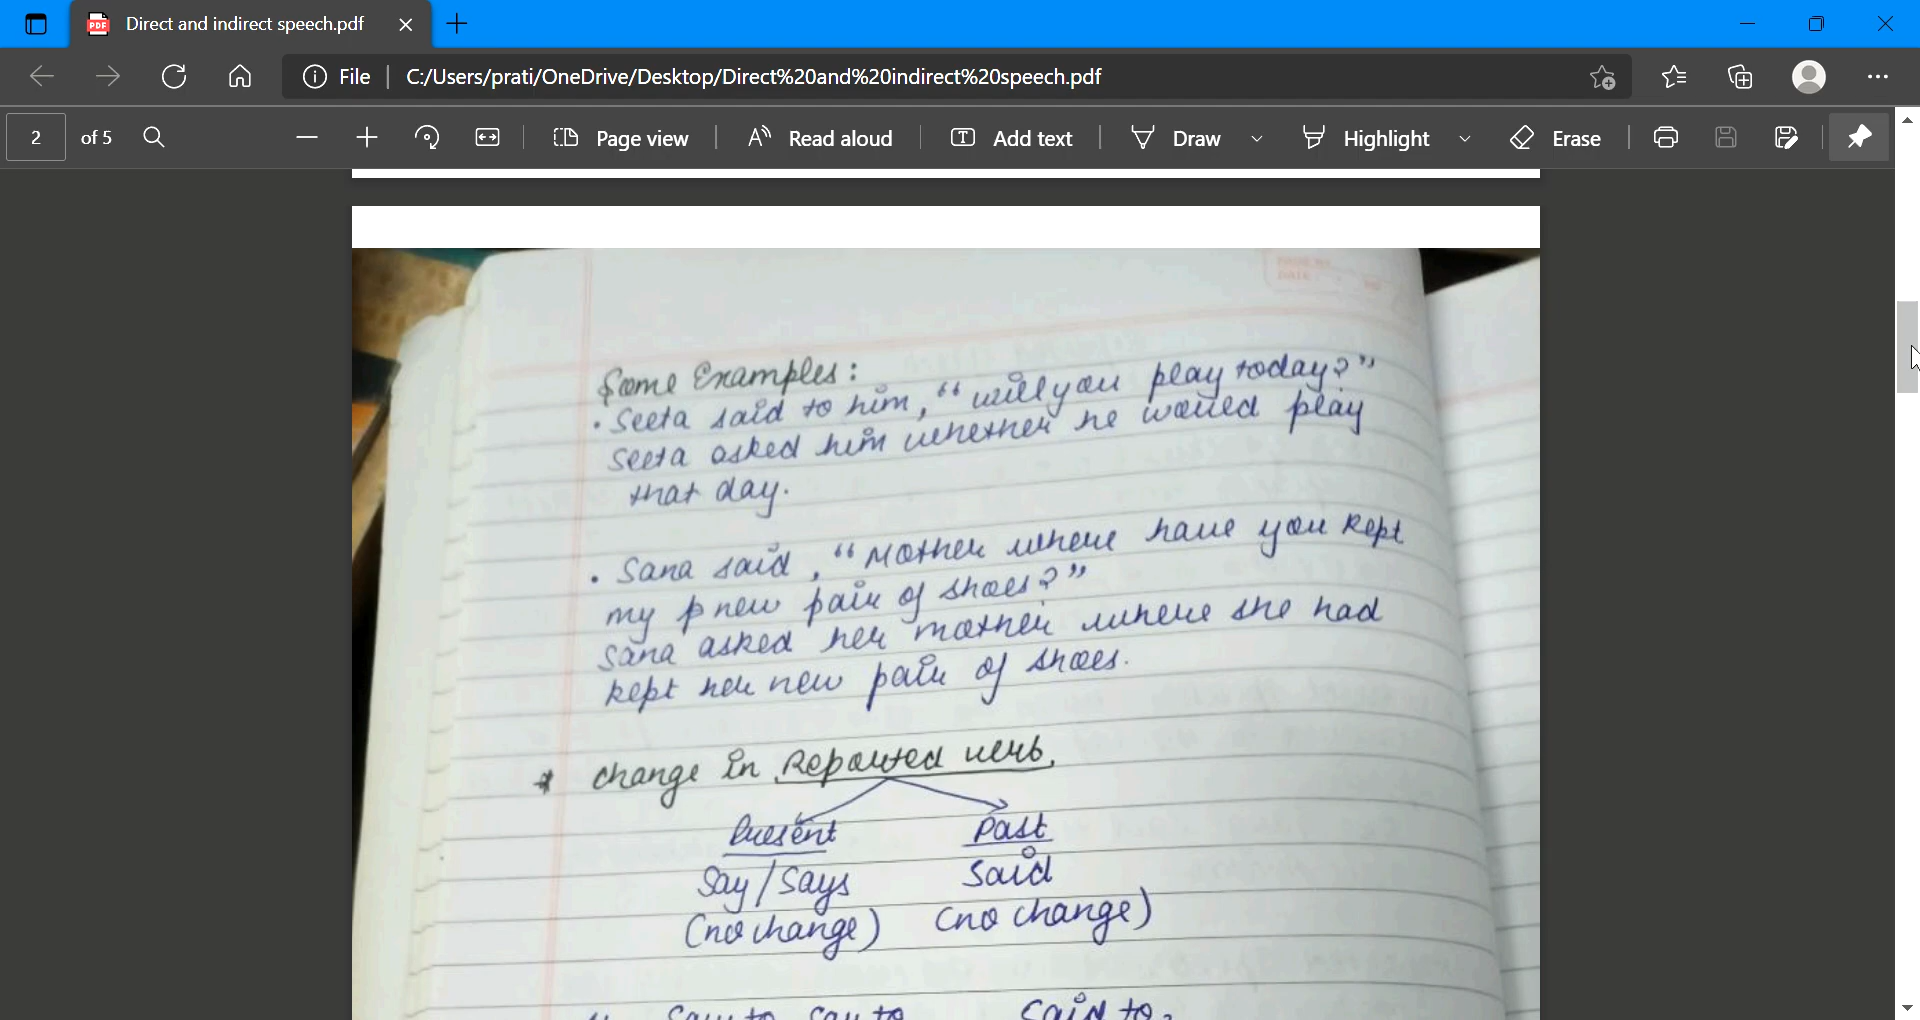 Direct and indirect speech.pdf
File C:/Users/prati/OneDrive/Desktop/Direct%20and%20indirect%20speech.pdf
2 of 5 Page view Read aloud Add text Draw Highlight Erase
Some Examples:
• Seeta said to him, "will you play today?"
Seeta asked him whether he would play
that day.
• Sana said, "Mother where have you kept
my p new pair of shoes?"
Sana asked her mother where she had
kept her new pair of shoes.
* change in Reported verb.
Present Past
Say/Says Said
(no change) (no change)
Said to